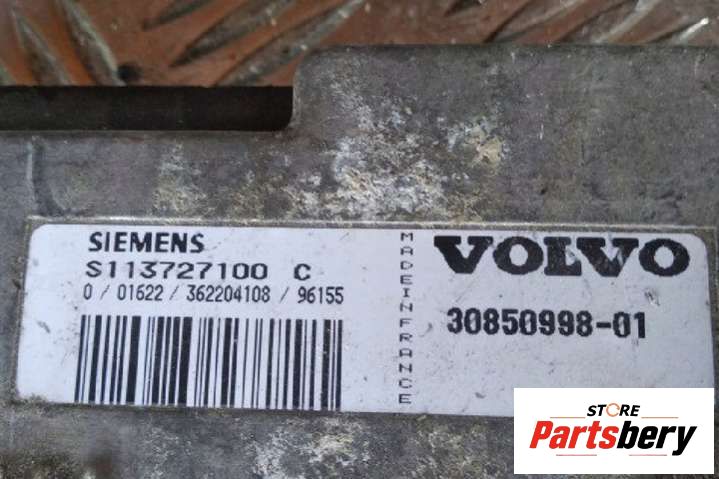 SIEMENS
S113727100 C
0 / 01622 / 362204108 / 96155
MADE IN FRANCE
VOLVO
30850998-01
STORE
Partsbery